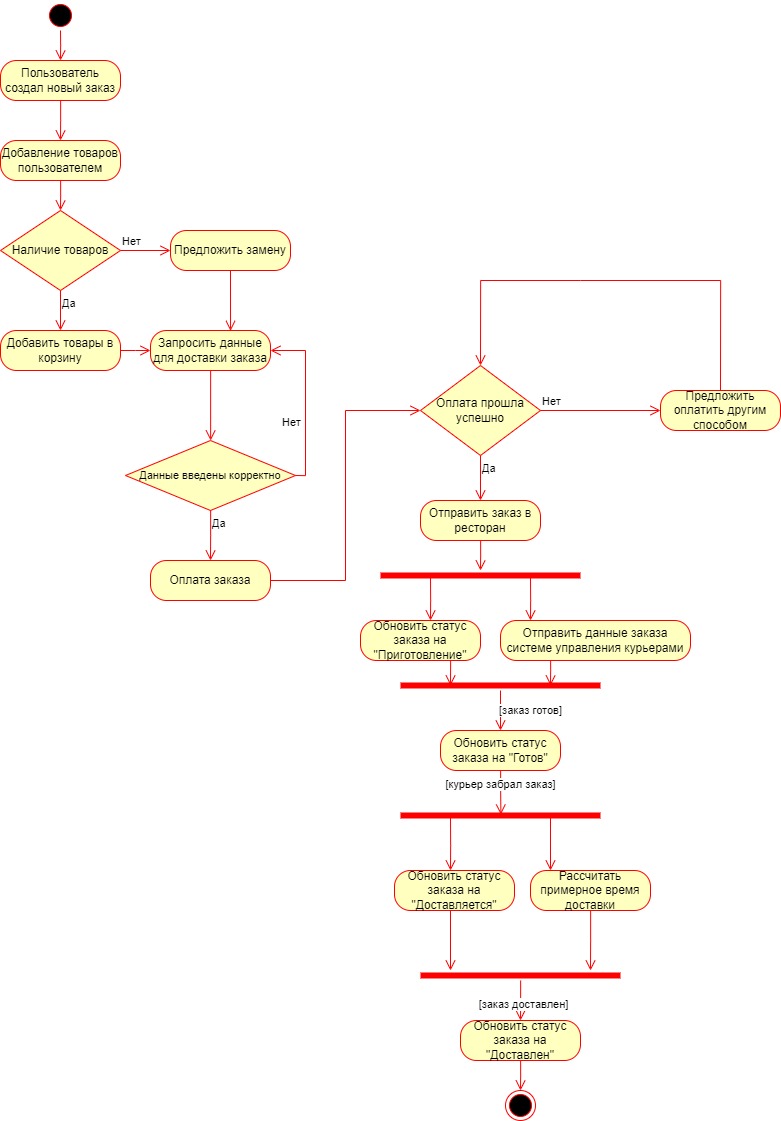 Пользователь
создал новый заказ
Добавление товаров
пользователем
Наличие товаров
Нет
Предложить замену
Да
Добавить товары в
корзину
Запросить данные
для доставки заказа
Нет
Данные введены корректно
Да
Оплата заказа
Оплата прошла
успешно
Нет
Предложить
оплатить другим
способом
Да
Отправить заказ в
ресторан
Обновить статус
заказа на
"Приготовление"
Отправить данные заказа
системе управления курьерами
[заказ готов]
Обновить статус
заказа на "Готов"
[курьер забрал заказ]
Обновить статус
заказа на
"Доставляется"
Рассчитать
примерное время
доставки
[заказ доставлен]
Обновить статус
заказа на
"Доставлен"